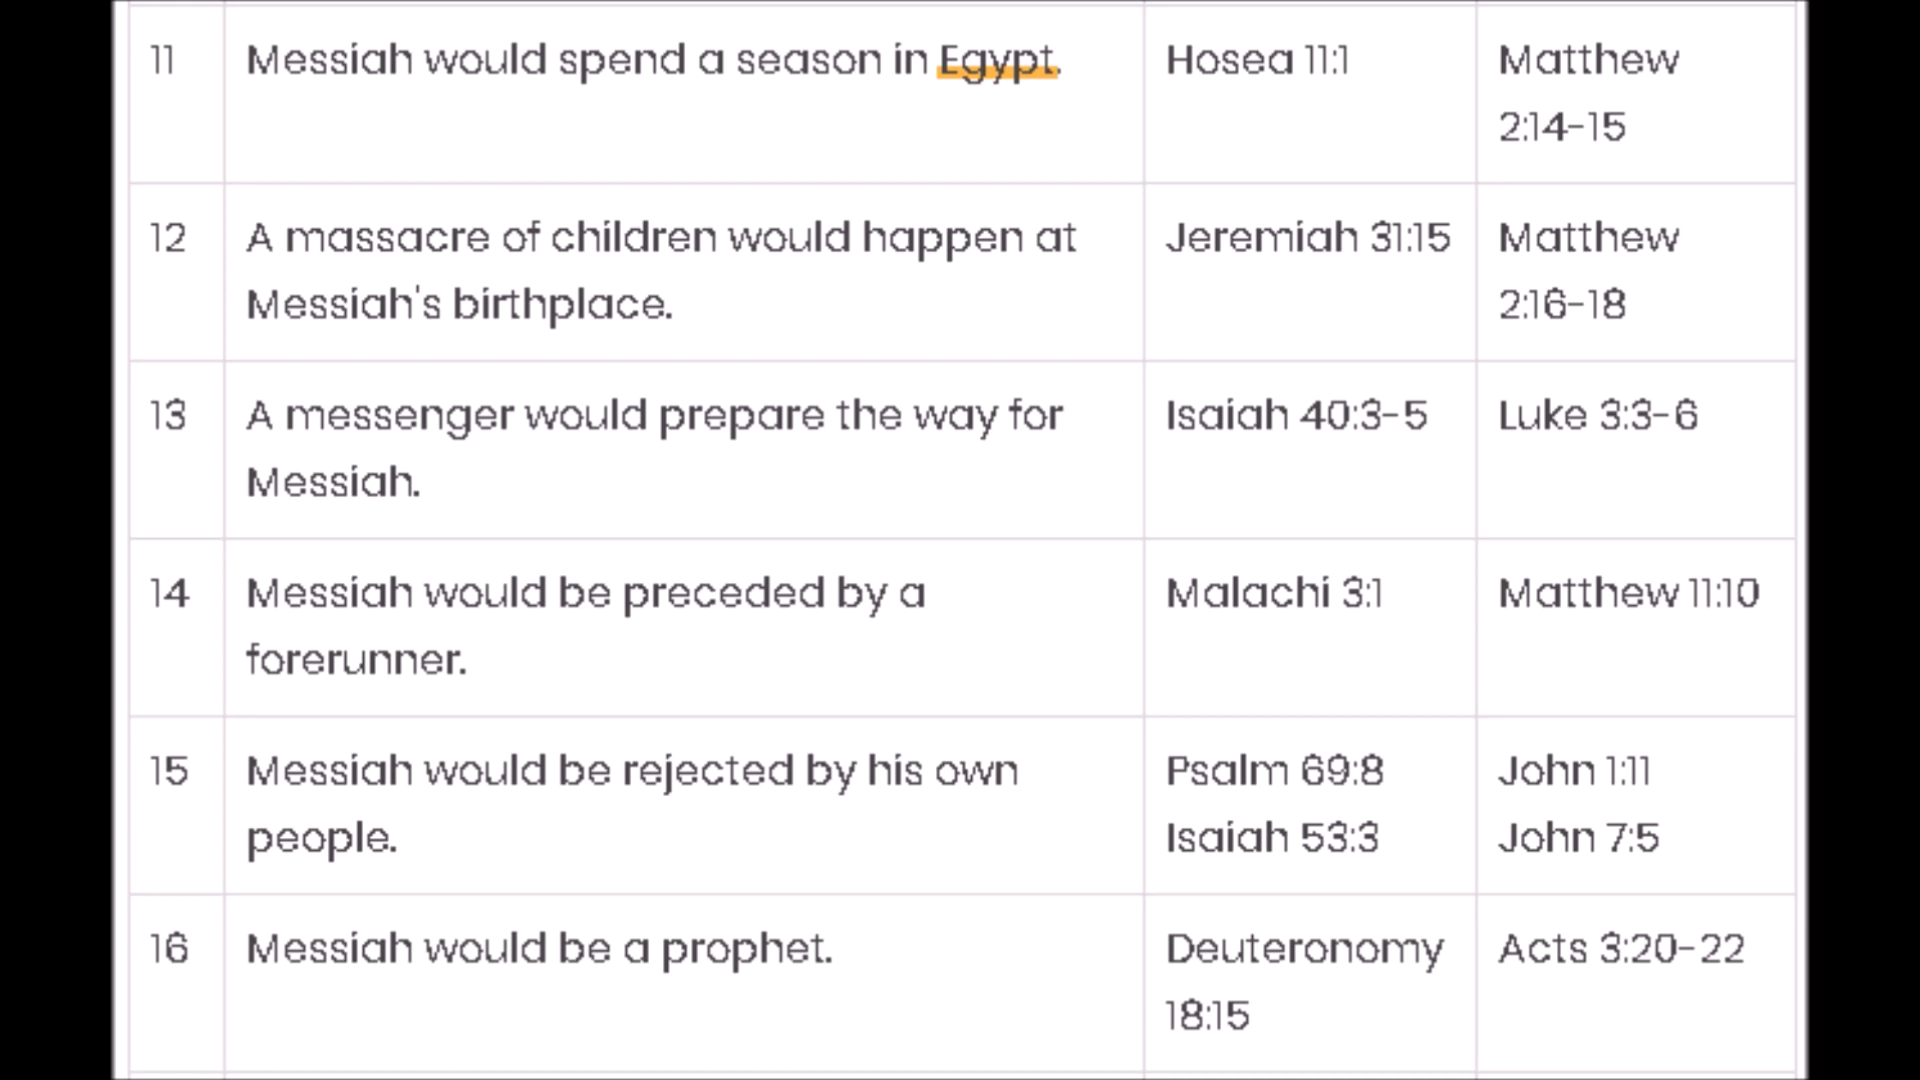 11 Messiah would spend a season in Egypt. Hosea 11:1 Matthew
2:14-15
12 A massacre of children would happen at Jeremiah 31:15 Matthew
Messiah's birthplace. 2:16-18
13 A messenger would prepare the way for Isaiah 40:3-5 Luke 3:3-6
Messiah.
14 Messiah would be preceded by a Malachi 3:1 Matthew 11:10
forerunner.
15 Messiah would be rejected by his own Psalm 69:8 John 1:11
people. Isaiah 53:3 John 7:5
16 Messiah would be a prophet. Deuteronomy Acts 3:20-22
18:15